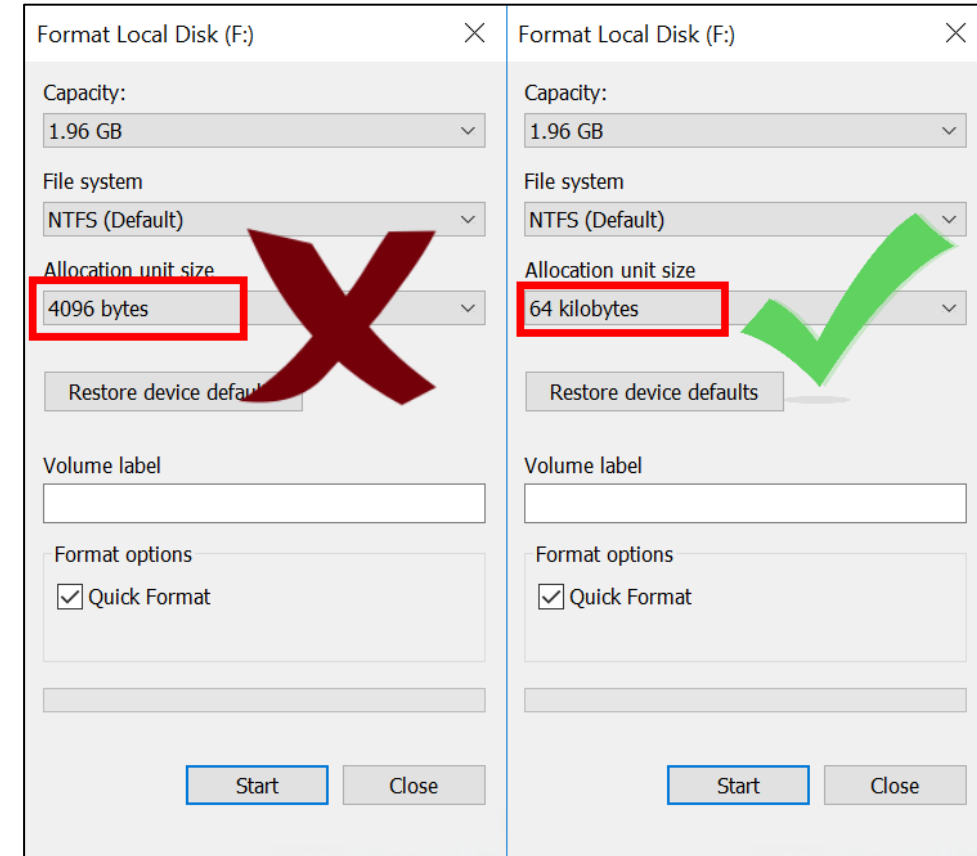 Format Local Disk (F:)
Capacity:
1.96 GB
File system
NTFS (Default)
Allocation unit size
4096 bytes
Restore device defau
Volume label
Format options
Quick Format
Start
Close
Format Local Disk (F:)
Capacity:
1.96 GB
File system
NTFS (Default)
Allocation unit size
64 kilobytes
Restore device defaults
Volume label
Format options
Quick Format
Start
Close